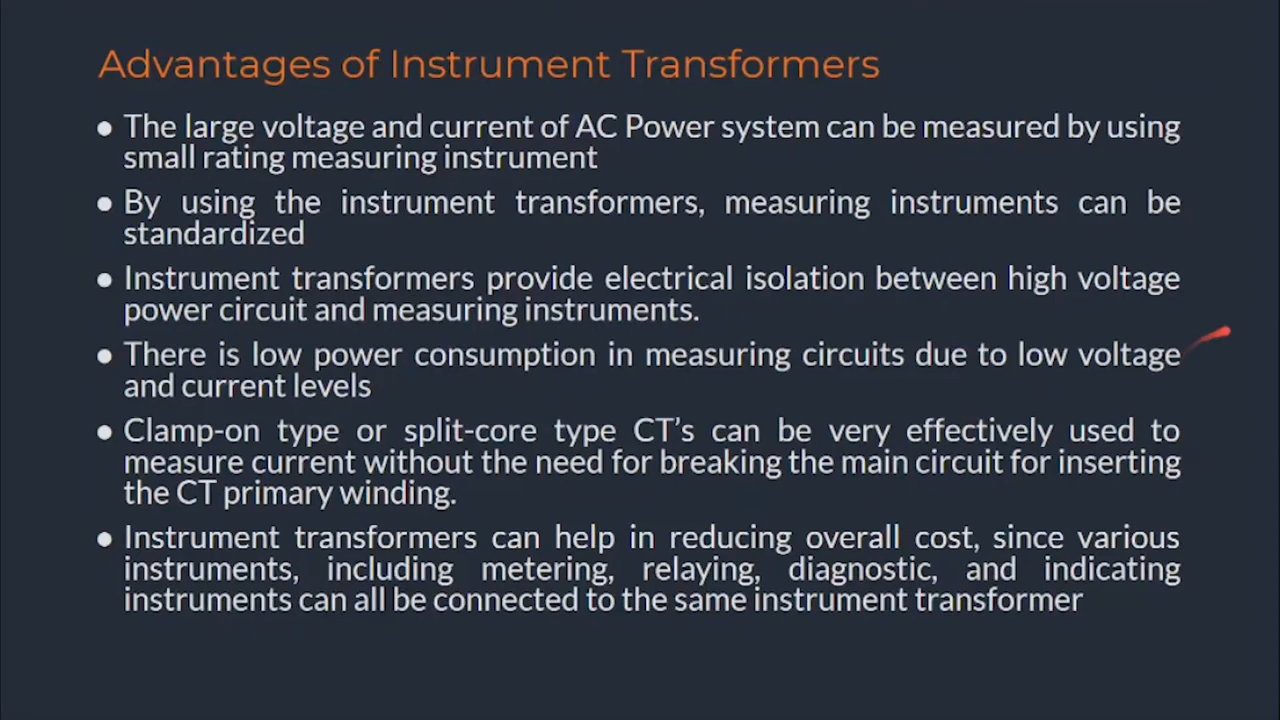 Advantages of Instrument Transformers
● The large voltage and current of AC Power system can be measured by using
small rating measuring instrument
● By using the instrument transformers, measuring instruments can be
standardized
● Instrument transformers provide electrical isolation between high voltage
power circuit and measuring instruments.
● There is low power consumption in measuring circuits due to low voltage
and current levels
● Clamp-on type or split-core type CT’s can be very effectively used to
measure current without the need for breaking the main circuit for inserting
the CT primary winding.
● Instrument transformers can help in reducing overall cost, since various
instruments, including metering, relaying, diagnostic, and indicating
instruments can all be connected to the same instrument transformer